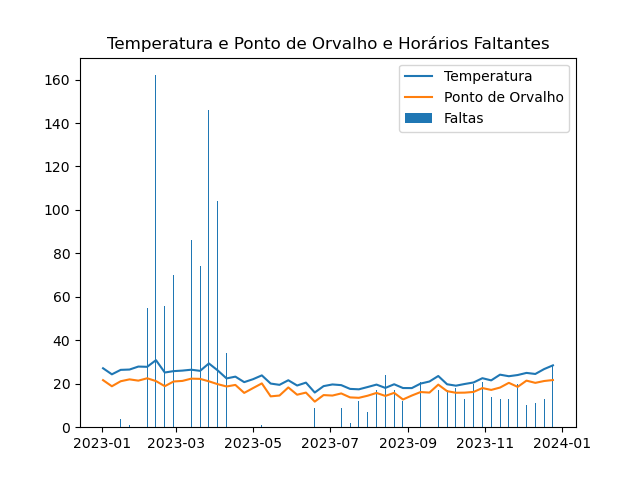 Temperatura e Ponto de Orvalho e Horários Faltantes
Temperatura
Ponto de Orvalho
Faltas
160
140
120
100
80
60
40
20
0
2023-01 2023-03 2023-05 2023-07 2023-09 2023-11 2024-01